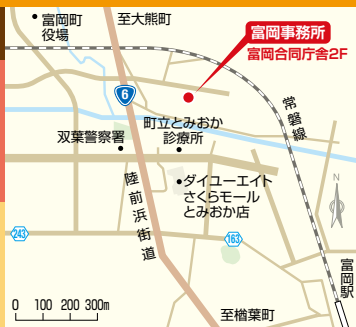 富岡町
役場
至大熊町
富岡事務所
富岡合同庁舎2F
6
常磐線
双葉警察署
町立とみおか
診療所
陸前浜街道
ダイユーエイト
さくらモール
とみおか店
243
163
N
富岡駅
0 100 200 300m
至楢葉町